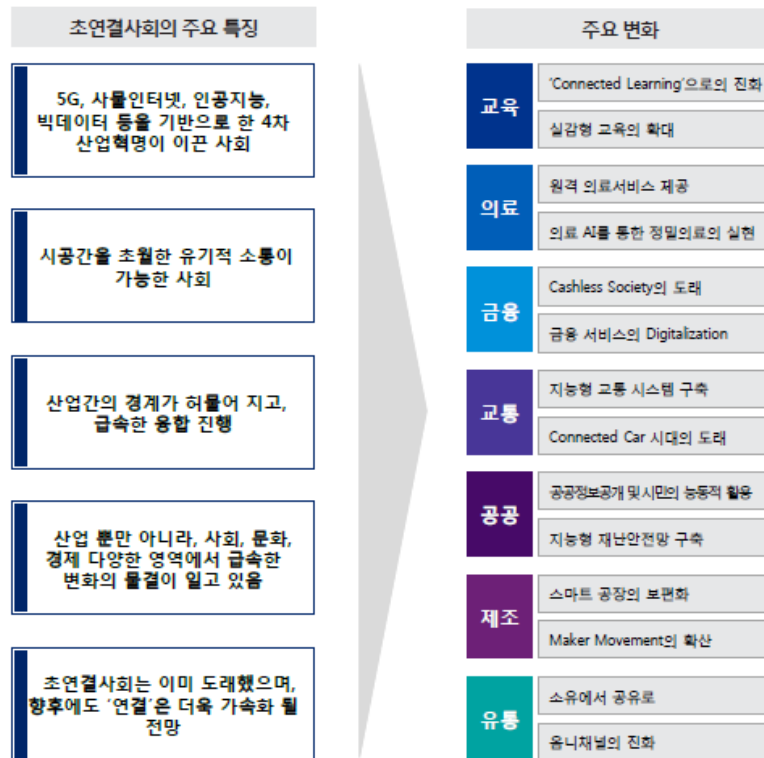 초연결사회의 주요 특징
5G, 사물인터넷, 인공지능,
빅데이터 등을 기반으로 한 4차
산업혁명이 이끈 사회
시공간을 초월한 유기적 소통이
가능한 사회
산업간의 경계가 허물어 지고,
급속한 융합 진행
산업 뿐만 아니라, 사회, 문화,
경제 다양한 영역에서 급속한
변화의 물결이 일고 있음
초연결사회는 이미 도래했으며,
향후에도 '연결'은 더욱 가속화 될
전망
주요 변화
교육
'Connected Learning'으로의 진화
실감형 교육의 확대
의료
원격 의료서비스 제공
의료 AI를 통한 정밀의료의 실현
금융
Cashless Society의 도래
금융 서비스의 Digitalization
교통
지능형 교통 시스템 구축
Connected Car 시대의 도래
공공
공공정보공개 및 시민의 능동적 활용
지능형 재난안전망 구축
제조
스마트 공장의 보편화
Maker Movement의 확산
유통
소유에서 공유로
옴니채널의 진화